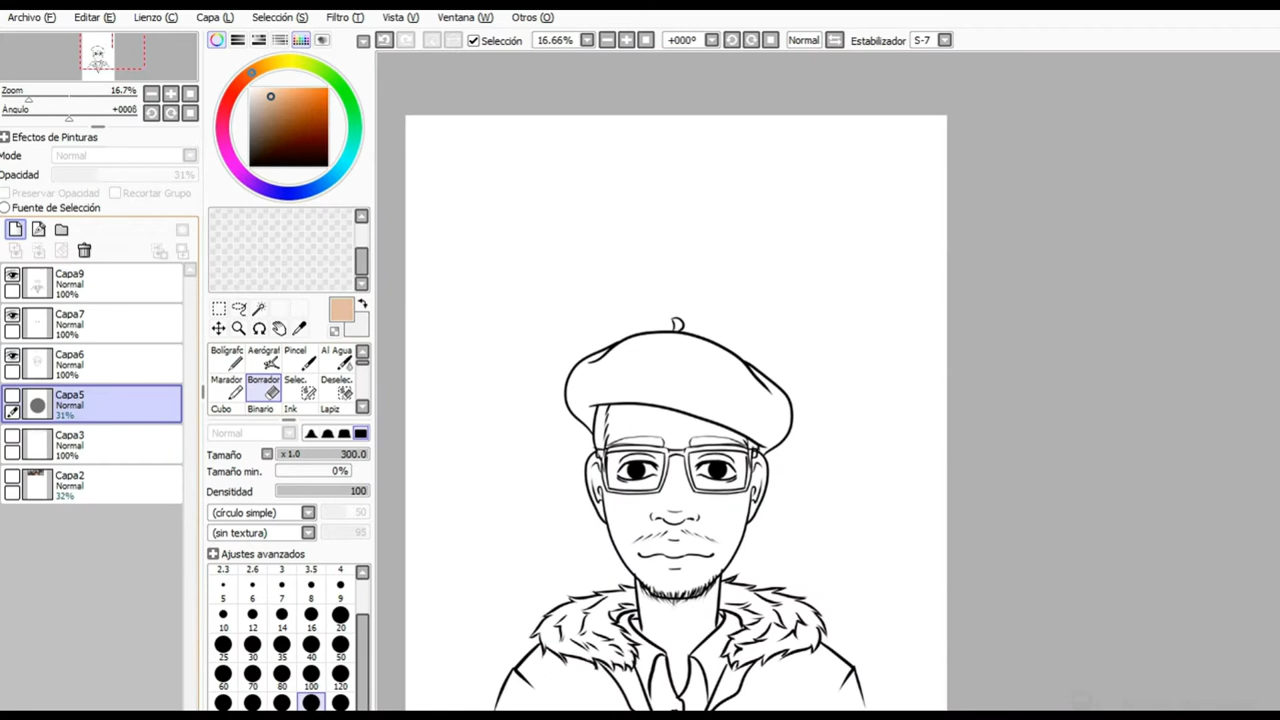 Archivo (F) Editar (E) Lienzo (C) Capa (L) Selección (S) Filtro (T) Vista (V) Ventana (W) Otros (O)
Selección 16.66% +000º Normal Estabilizador S-7
Zoom 16.7%
Ángulo +000
Efectos de Pinturas
Mode Normal
Opacidad 31%
Preservar Opacidad Recortar Grupo
Fuente de Selección
Capa9
Normal
100%
Capa7
Normal
100%
Capa6
Normal
100%
Capa5
Normal
31%
Capa3
Normal
100%
Capa2
Normal
32%
Bolígrafo Aerógraf Pincel Al Agua
Marador Borrador Selec. Deselec.
Cubo Binario Ink Lapiz
Normal
Tamaño x 1.0 300.0
Tamaño min. 0%
Densitidad 100
(círculo simple) 50
(sin textura) 95
Ajustes avanzados
2.3 2.6 3 3.5 4
5 6 7 8 9
10 12 14 16 20
25 30 35 40 50
60 70 80 100 120